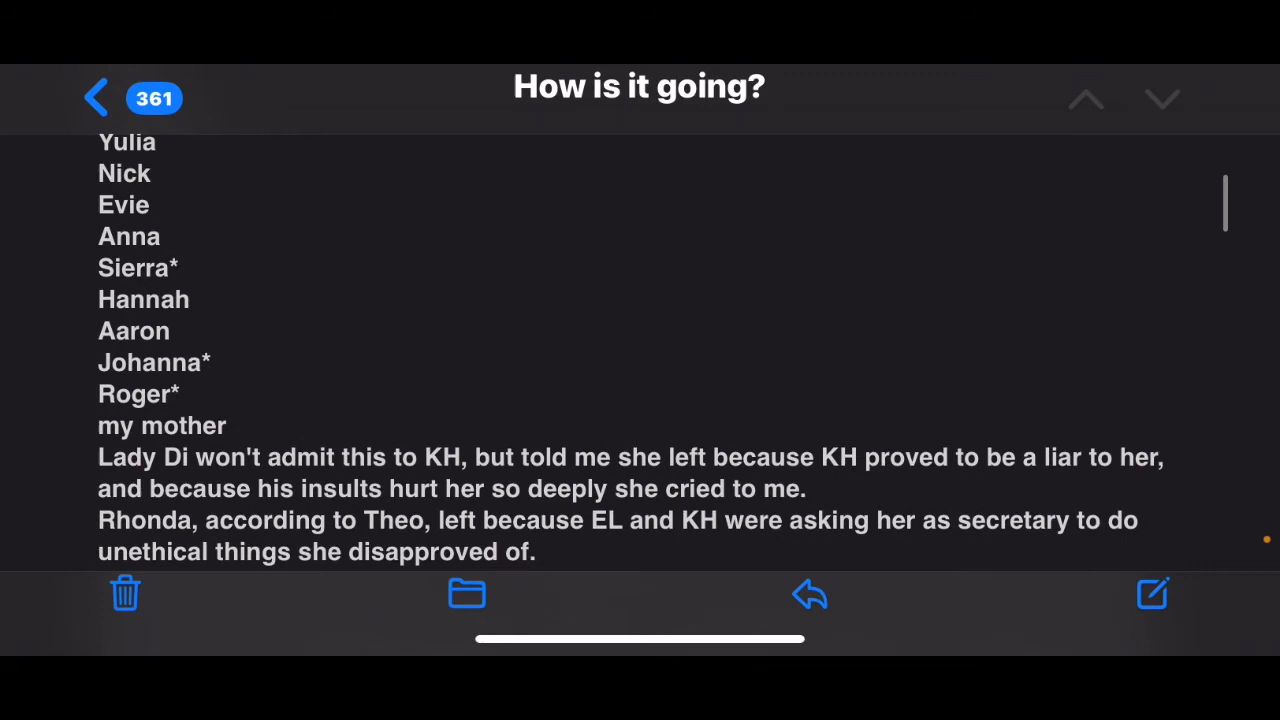 How is it going?
361
Yulia
Nick
Evie
Anna
Sierra*
Hannah
Aaron
Johanna*
Roger*
my mother
Lady Di won't admit this to KH, but told me she left because KH proved to be a liar to her,
and because his insults hurt her so deeply she cried to me.
Rhonda, according to Theo, left because EL and KH were asking her as secretary to do
unethical things she disapproved of.